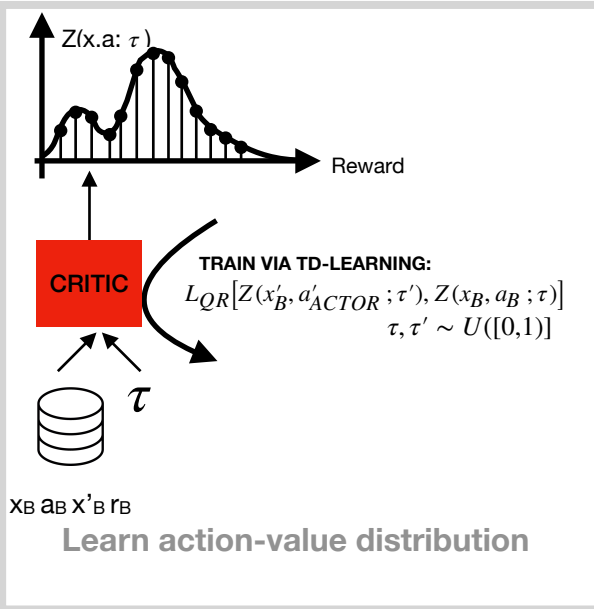 Z(x.a: τ)
Reward
CRITIC
TRAIN VIA TD-LEARNING:
L_QR[Z(x′_B, a′_ACTOR ; τ′), Z(x_B, a_B ; τ)]
τ, τ′ ∼ U([0,1)]
τ
xB aB x'B rB
Learn action-value distribution